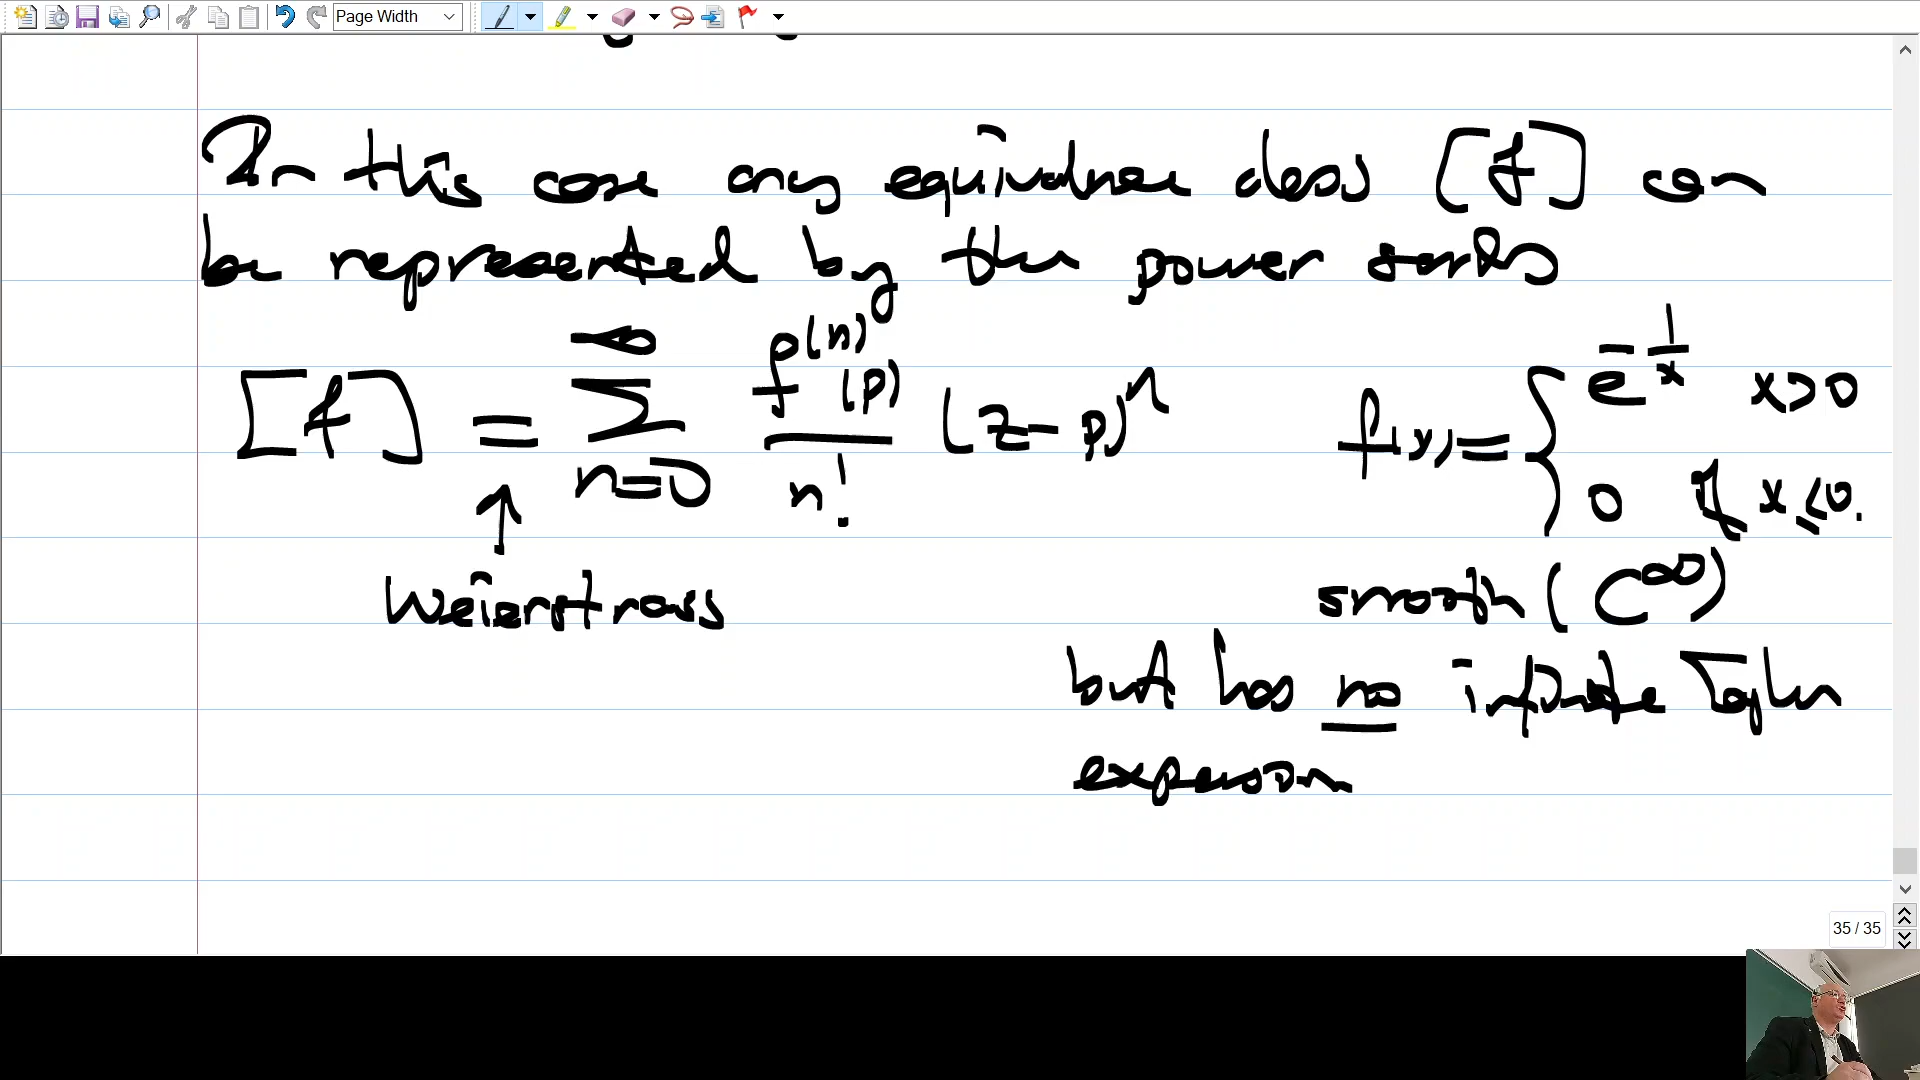 Page Width
In this case any equivalence class [f] can
be represented by the power series
[f] = ∑_{n=0}^{∞} f^{(n)}(p)/n! (z-p)^n
↑
Weierstrass
f(x) = { e^{-1/x} x>0
0 if x≤0.
smooth (C^∞)
but has no infinite Taylor
expansion
35 / 35